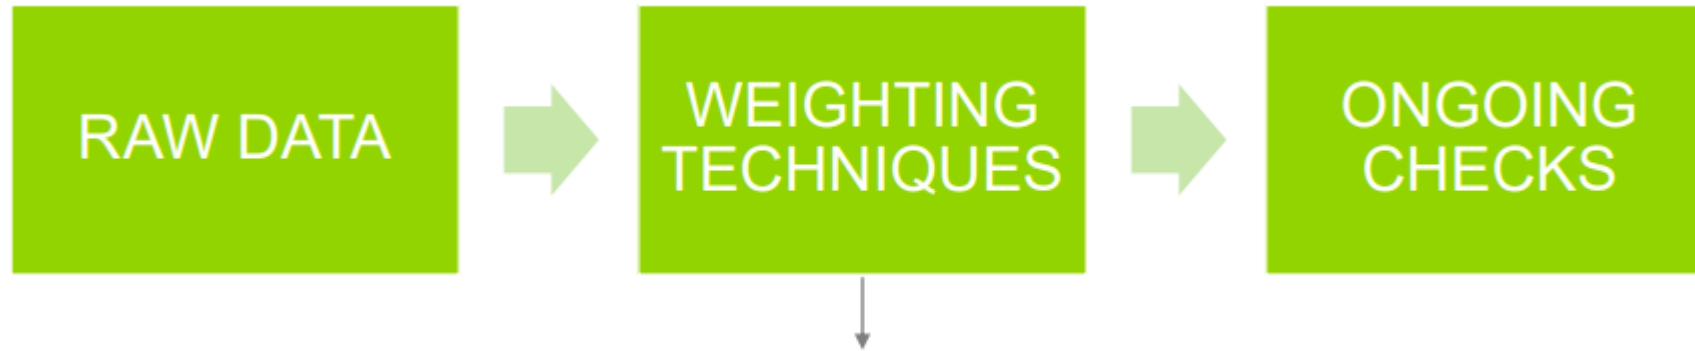 RAW DATA
WEIGHTING
TECHNIQUES
ONGOING
CHECKS